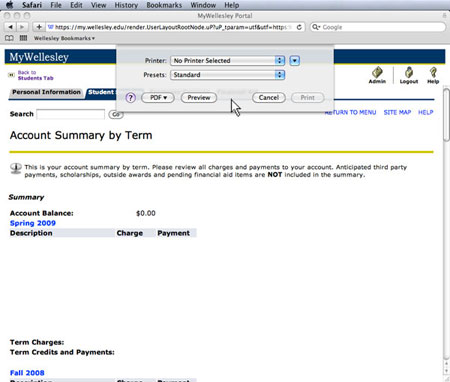 Safari File Edit View History Bookmarks Window Help
MyWellesley Portal
https://my.wellesley.edu/render.UserLayoutRootNode.uP?uP_tparam=utf&utf=https
Google
Wellesley Bookmarks
MyWellesley
Printer: No Printer Selected
Presets: Standard
? PDF Preview Cancel Print
Back to
Students Tab
Admin Logout Help
Personal Information
Search Go
RETURN TO MENU SITE MAP HELP
Account Summary by Term
This is your account summary by term. Please review all charges and payments to your account. Anticipated third party
payments, scholarships, outside awards and pending financial aid items are NOT included in the summary.
Summary
Account Balance: $0.00
Spring 2009
Description Charge Payment
Term Charges:
Term Credits and Payments:
Fall 2008
Description Charge Payment